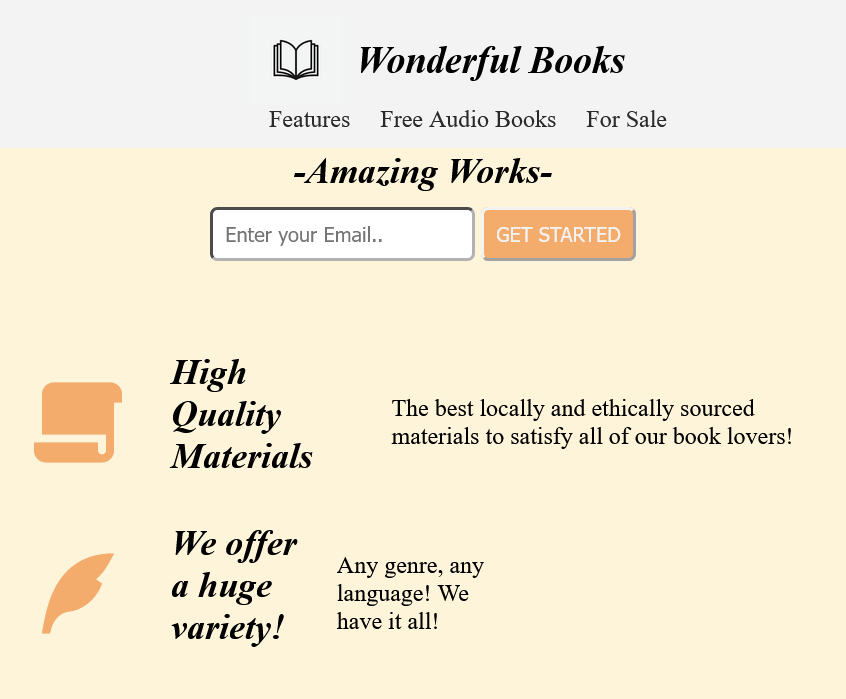 Wonderful Books
Features Free Audio Books For Sale
-Amazing Works-
Enter your Email.. GET STARTED
High
Quality
Materials
The best locally and ethically sourced
materials to satisfy all of our book lovers!
We offer
a huge
variety!
Any genre, any
language! We
have it all!